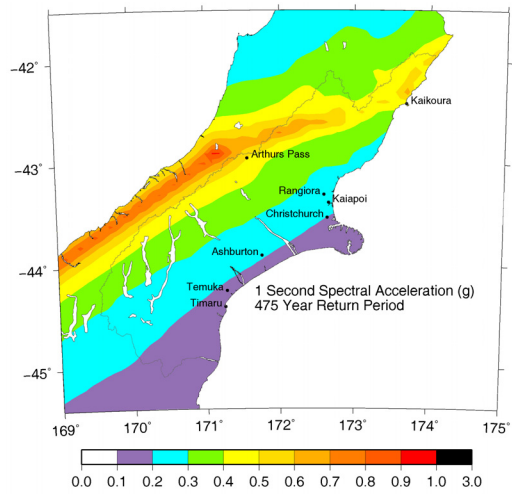 −42°
Kaikoura
Arthurs Pass
−43°
Rangiora
Kaiapoi
Christchurch
Ashburton
−44°
Temuka
1 Second Spectral Acceleration (g)
Timaru
475 Year Return Period
−45°
169° 170° 171° 172° 173° 174° 175°
0.0 0.1 0.2 0.3 0.4 0.5 0.6 0.7 0.8 0.9 1.0 3.0